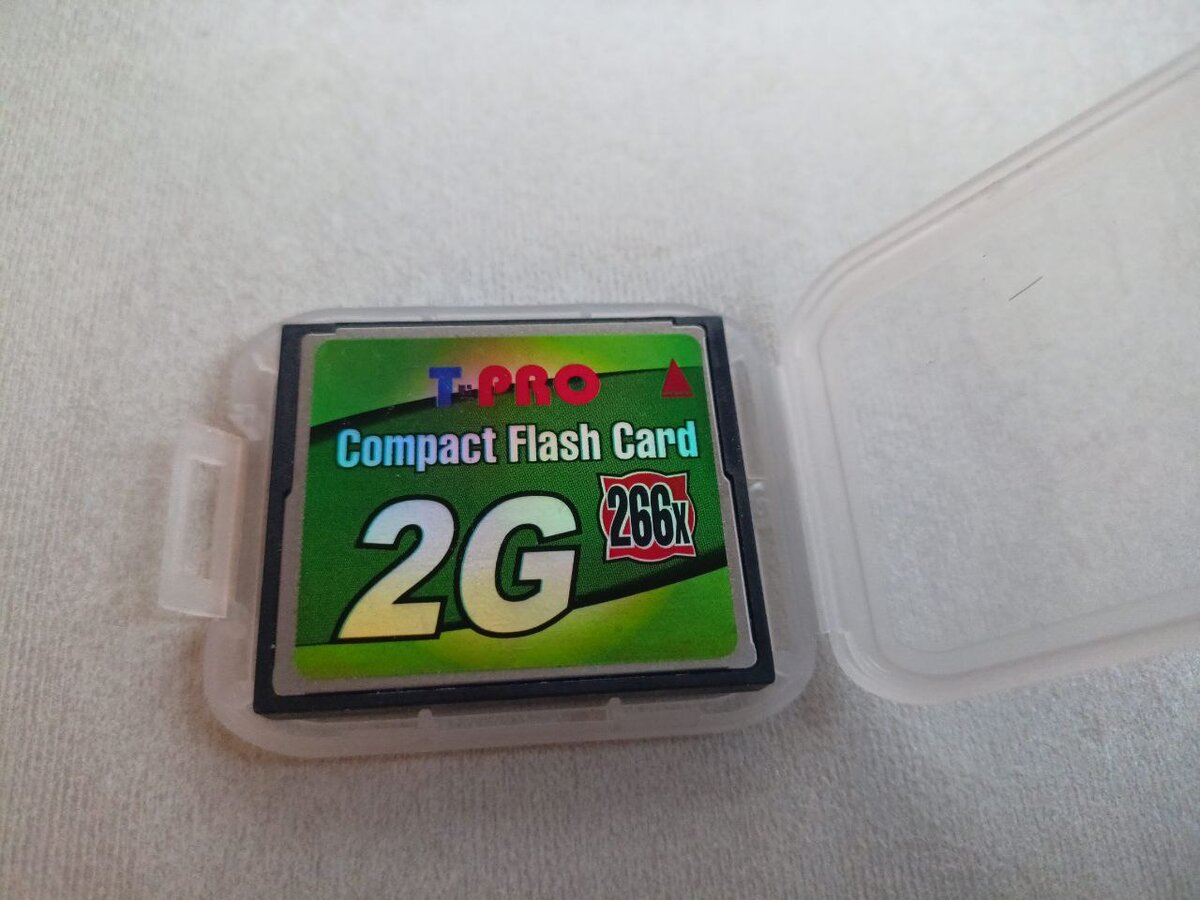 T-PRO
Compact Flash Card
2G
266x